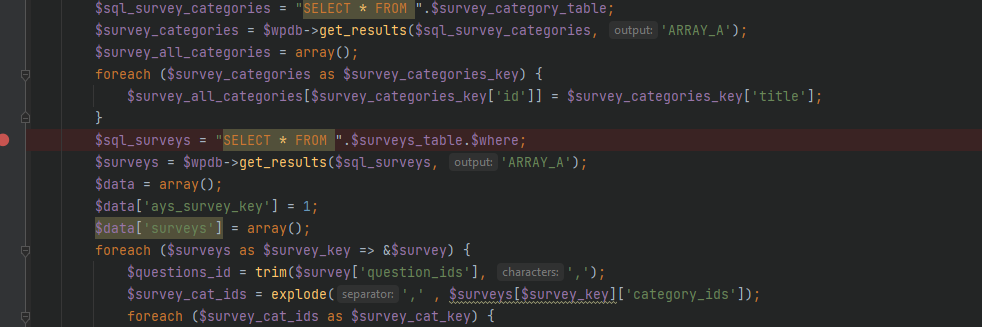 $sql_survey_categories = "SELECT * FROM ".$survey_category_table;
$survey_categories = $wpdb->get_results($sql_survey_categories, output: 'ARRAY_A');
$survey_all_categories = array();
foreach ($survey_categories as $survey_categories_key) {
$survey_all_categories[$survey_categories_key['id']] = $survey_categories_key['title'];
}
$sql_surveys = "SELECT * FROM ".$surveys_table.$where;
$surveys = $wpdb->get_results($sql_surveys, output: 'ARRAY_A');
$data = array();
$data['ays_survey_key'] = 1;
$data['surveys'] = array();
foreach ($surveys as $survey_key => &$survey) {
$questions_id = trim($survey['question_ids'], characters: ',');
$survey_cat_ids = explode( separator: ',' , $surveys[$survey_key]['category_ids']);
foreach ($survey_cat_ids as $survey_cat_key) {